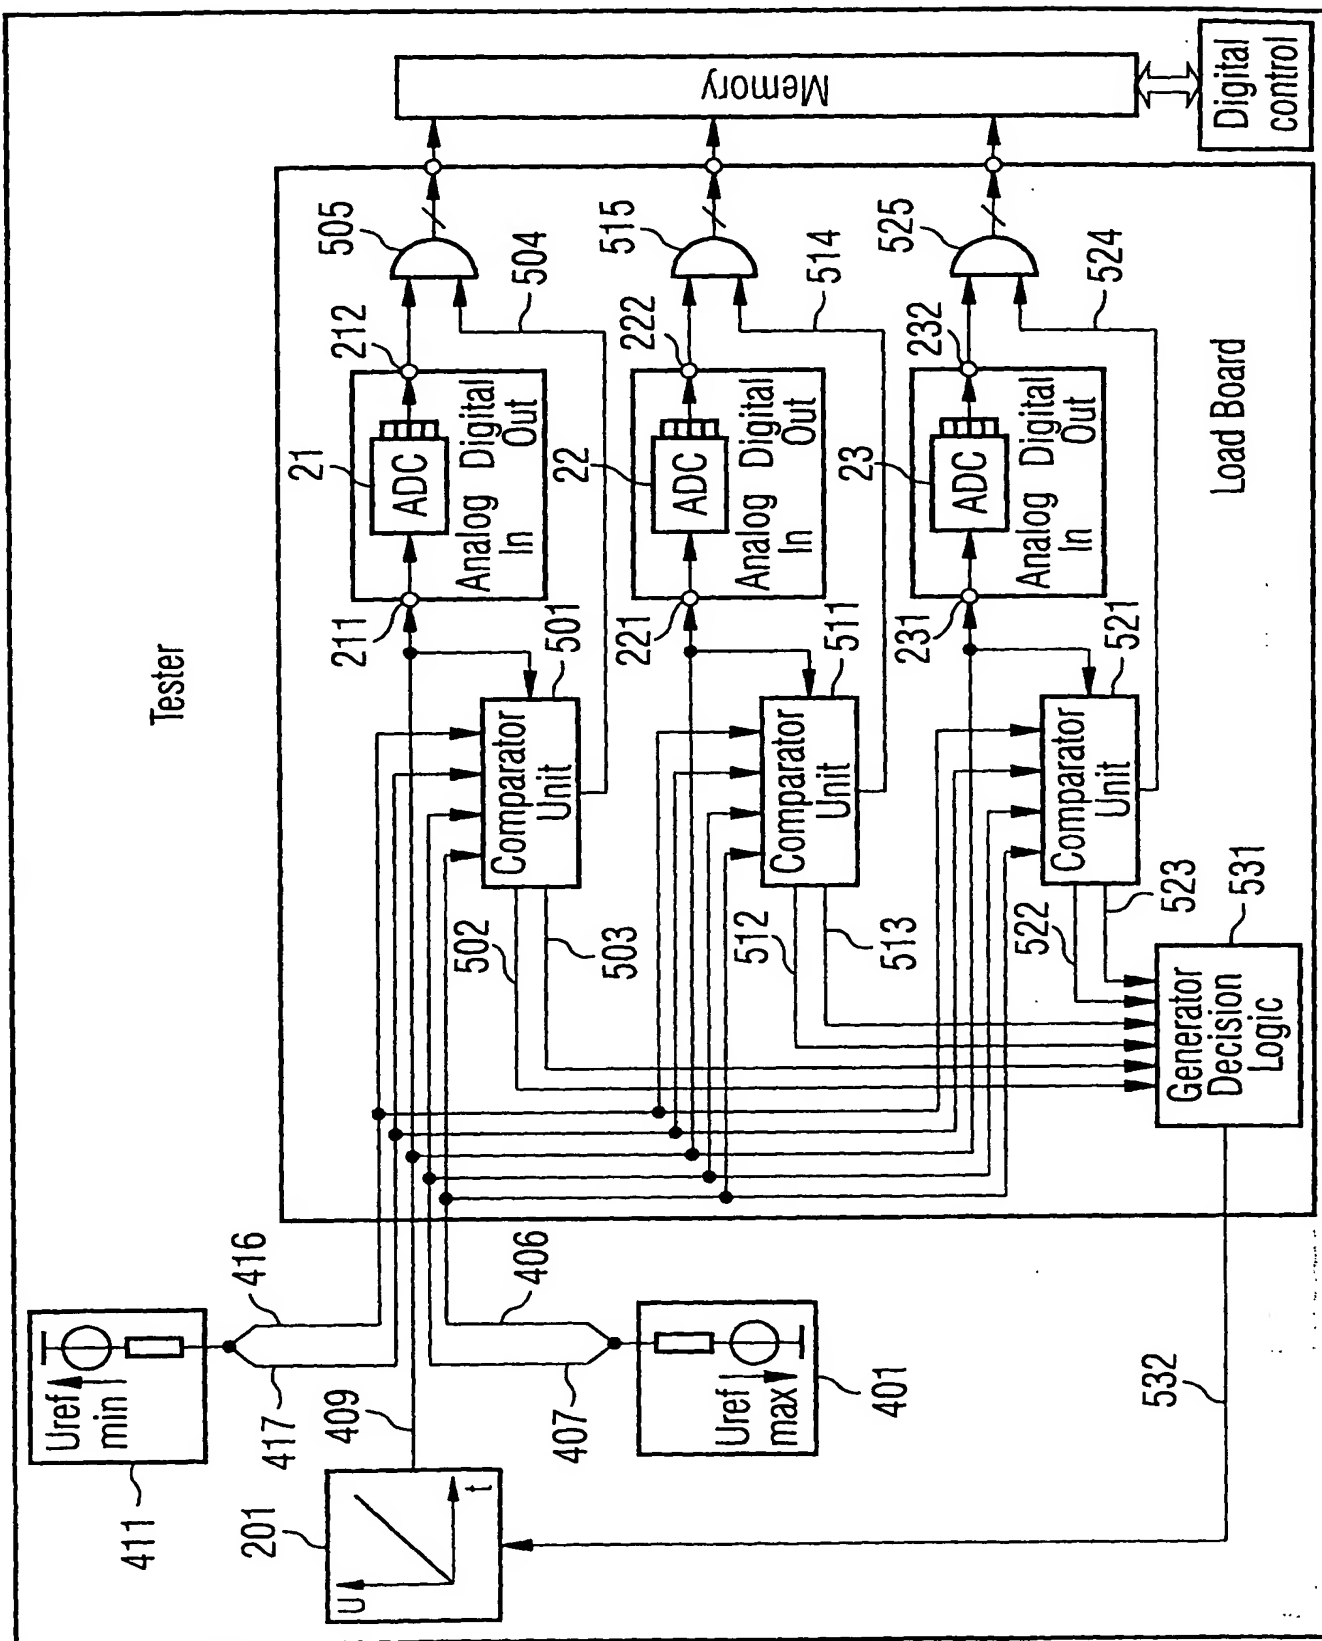 Tester
Load Board
Memory
Digital
control
505
504
515
514
525
524
212
222
232
21
22
23
ADC
Analog Digital
In Out
ADC
Analog Digital
In Out
ADC
Analog Digital
In Out
211
221
231
501
511
521
Comparator
Unit
Comparator
Unit
Comparator
Unit
502
503
512
513
522
523
531
Generator
Decision
Logic
416
417
409
406
407
Uref
min
411
Uref
max
401
201
U
t
532